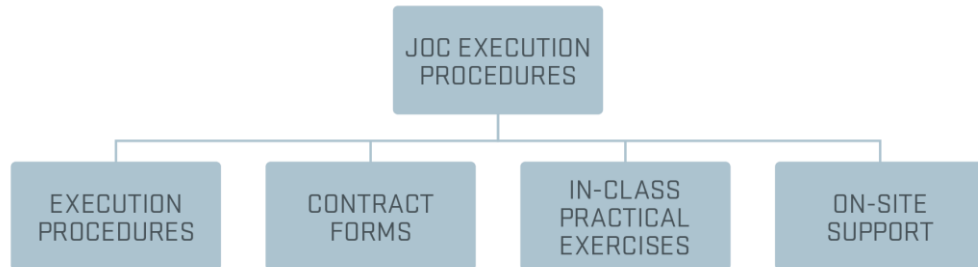 JOC EXECUTION
PROCEDURES
EXECUTION
PROCEDURES
CONTRACT
FORMS
IN-CLASS
PRACTICAL
EXERCISES
ON-SITE
SUPPORT